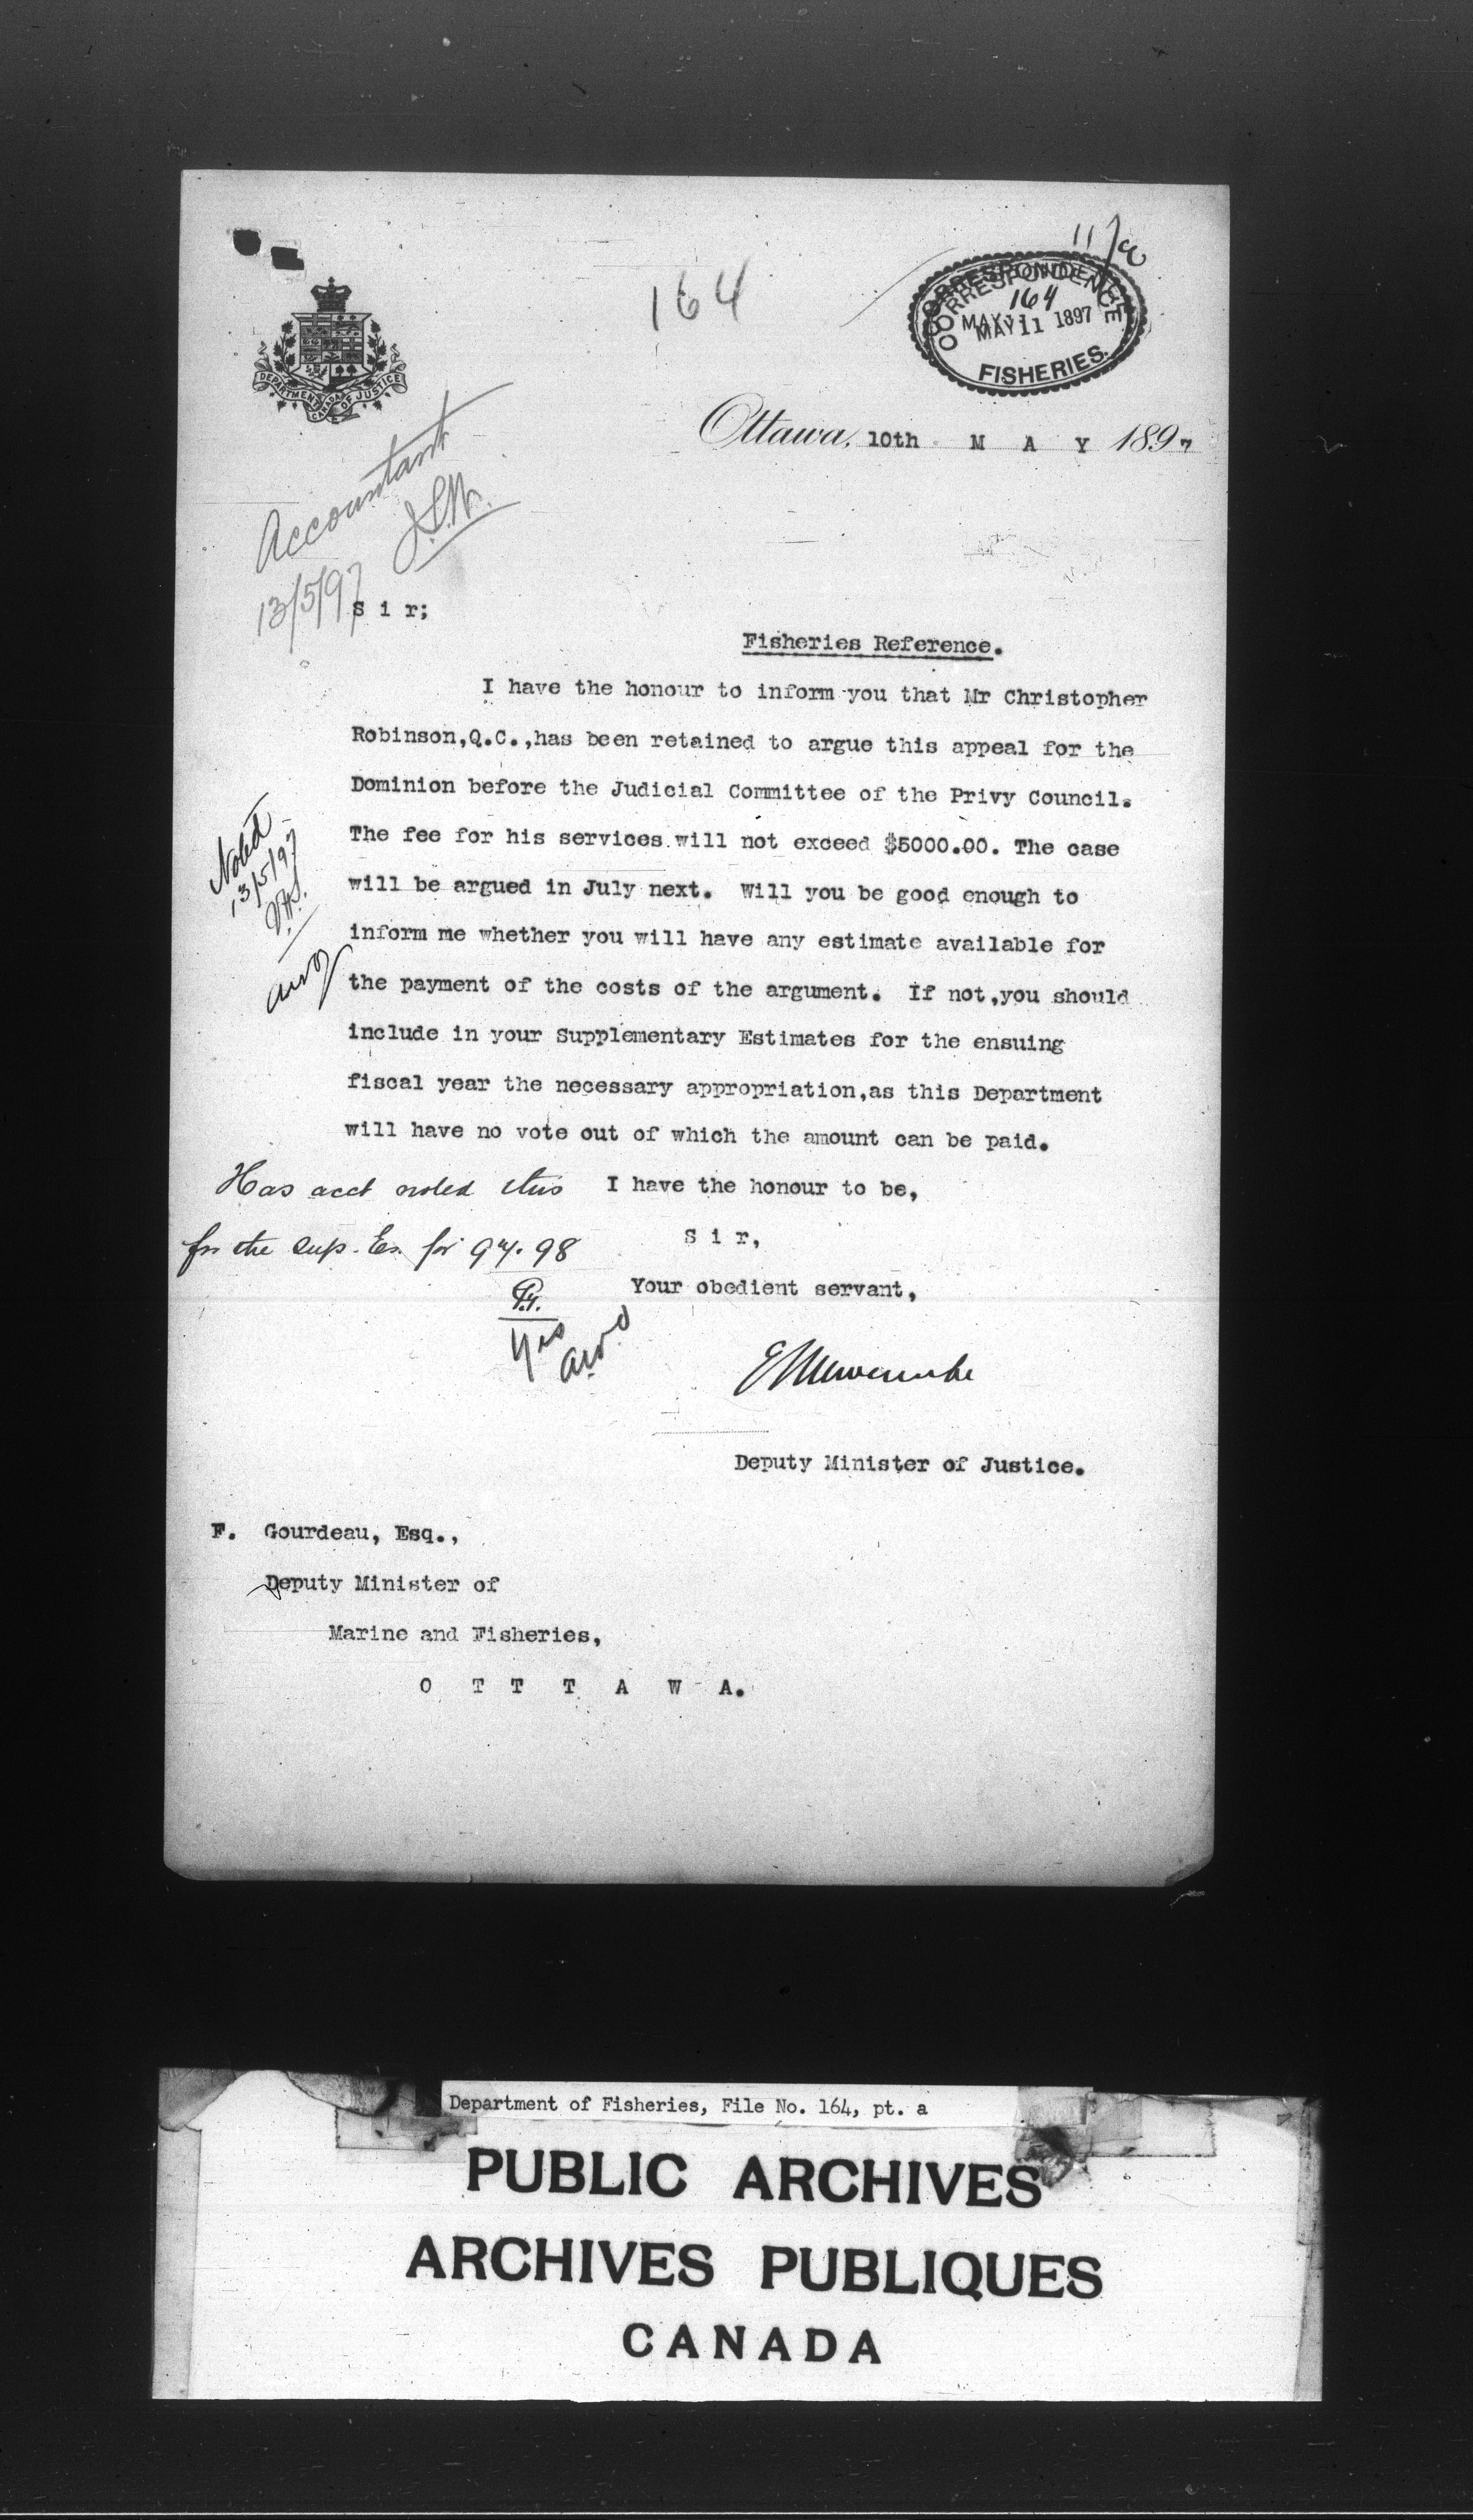 164
11/
CORRESPONDENCE
164
MAY 11 1897
FISHERIES.
DEPARTMENT OF JUSTICE
CANADA
Ottawa, 10th M A Y 1897
Accountant
13/5/97
S i r;
Fisheries Reference.
I have the honour to inform you that Mr Christopher
Robinson,Q.C.,has been retained to argue this appeal for the
Dominion before the Judicial Committee of the Privy Council.
The fee for his services will not exceed $5000.00. The case
will be argued in July next. Will you be good enough to
inform me whether you will have any estimate available for
the payment of the costs of the argument. If not,you should
include in your Supplementary Estimates for the ensuing
fiscal year the necessary appropriation,as this Department
will have no vote out of which the amount can be paid.
Noted
13/5/97
I have the honour to be,
S i r,
Your obedient servant,
Has acct noted this
for the Sup. Es. for 97.98
Yes
Deputy Minister of Justice.
F. Gourdeau, Esq.,
Deputy Minister of
Marine and Fisheries,
O T T T A W A.
Department of Fisheries, File No. 164, pt. a
PUBLIC ARCHIVES
ARCHIVES PUBLIQUES
CANADA